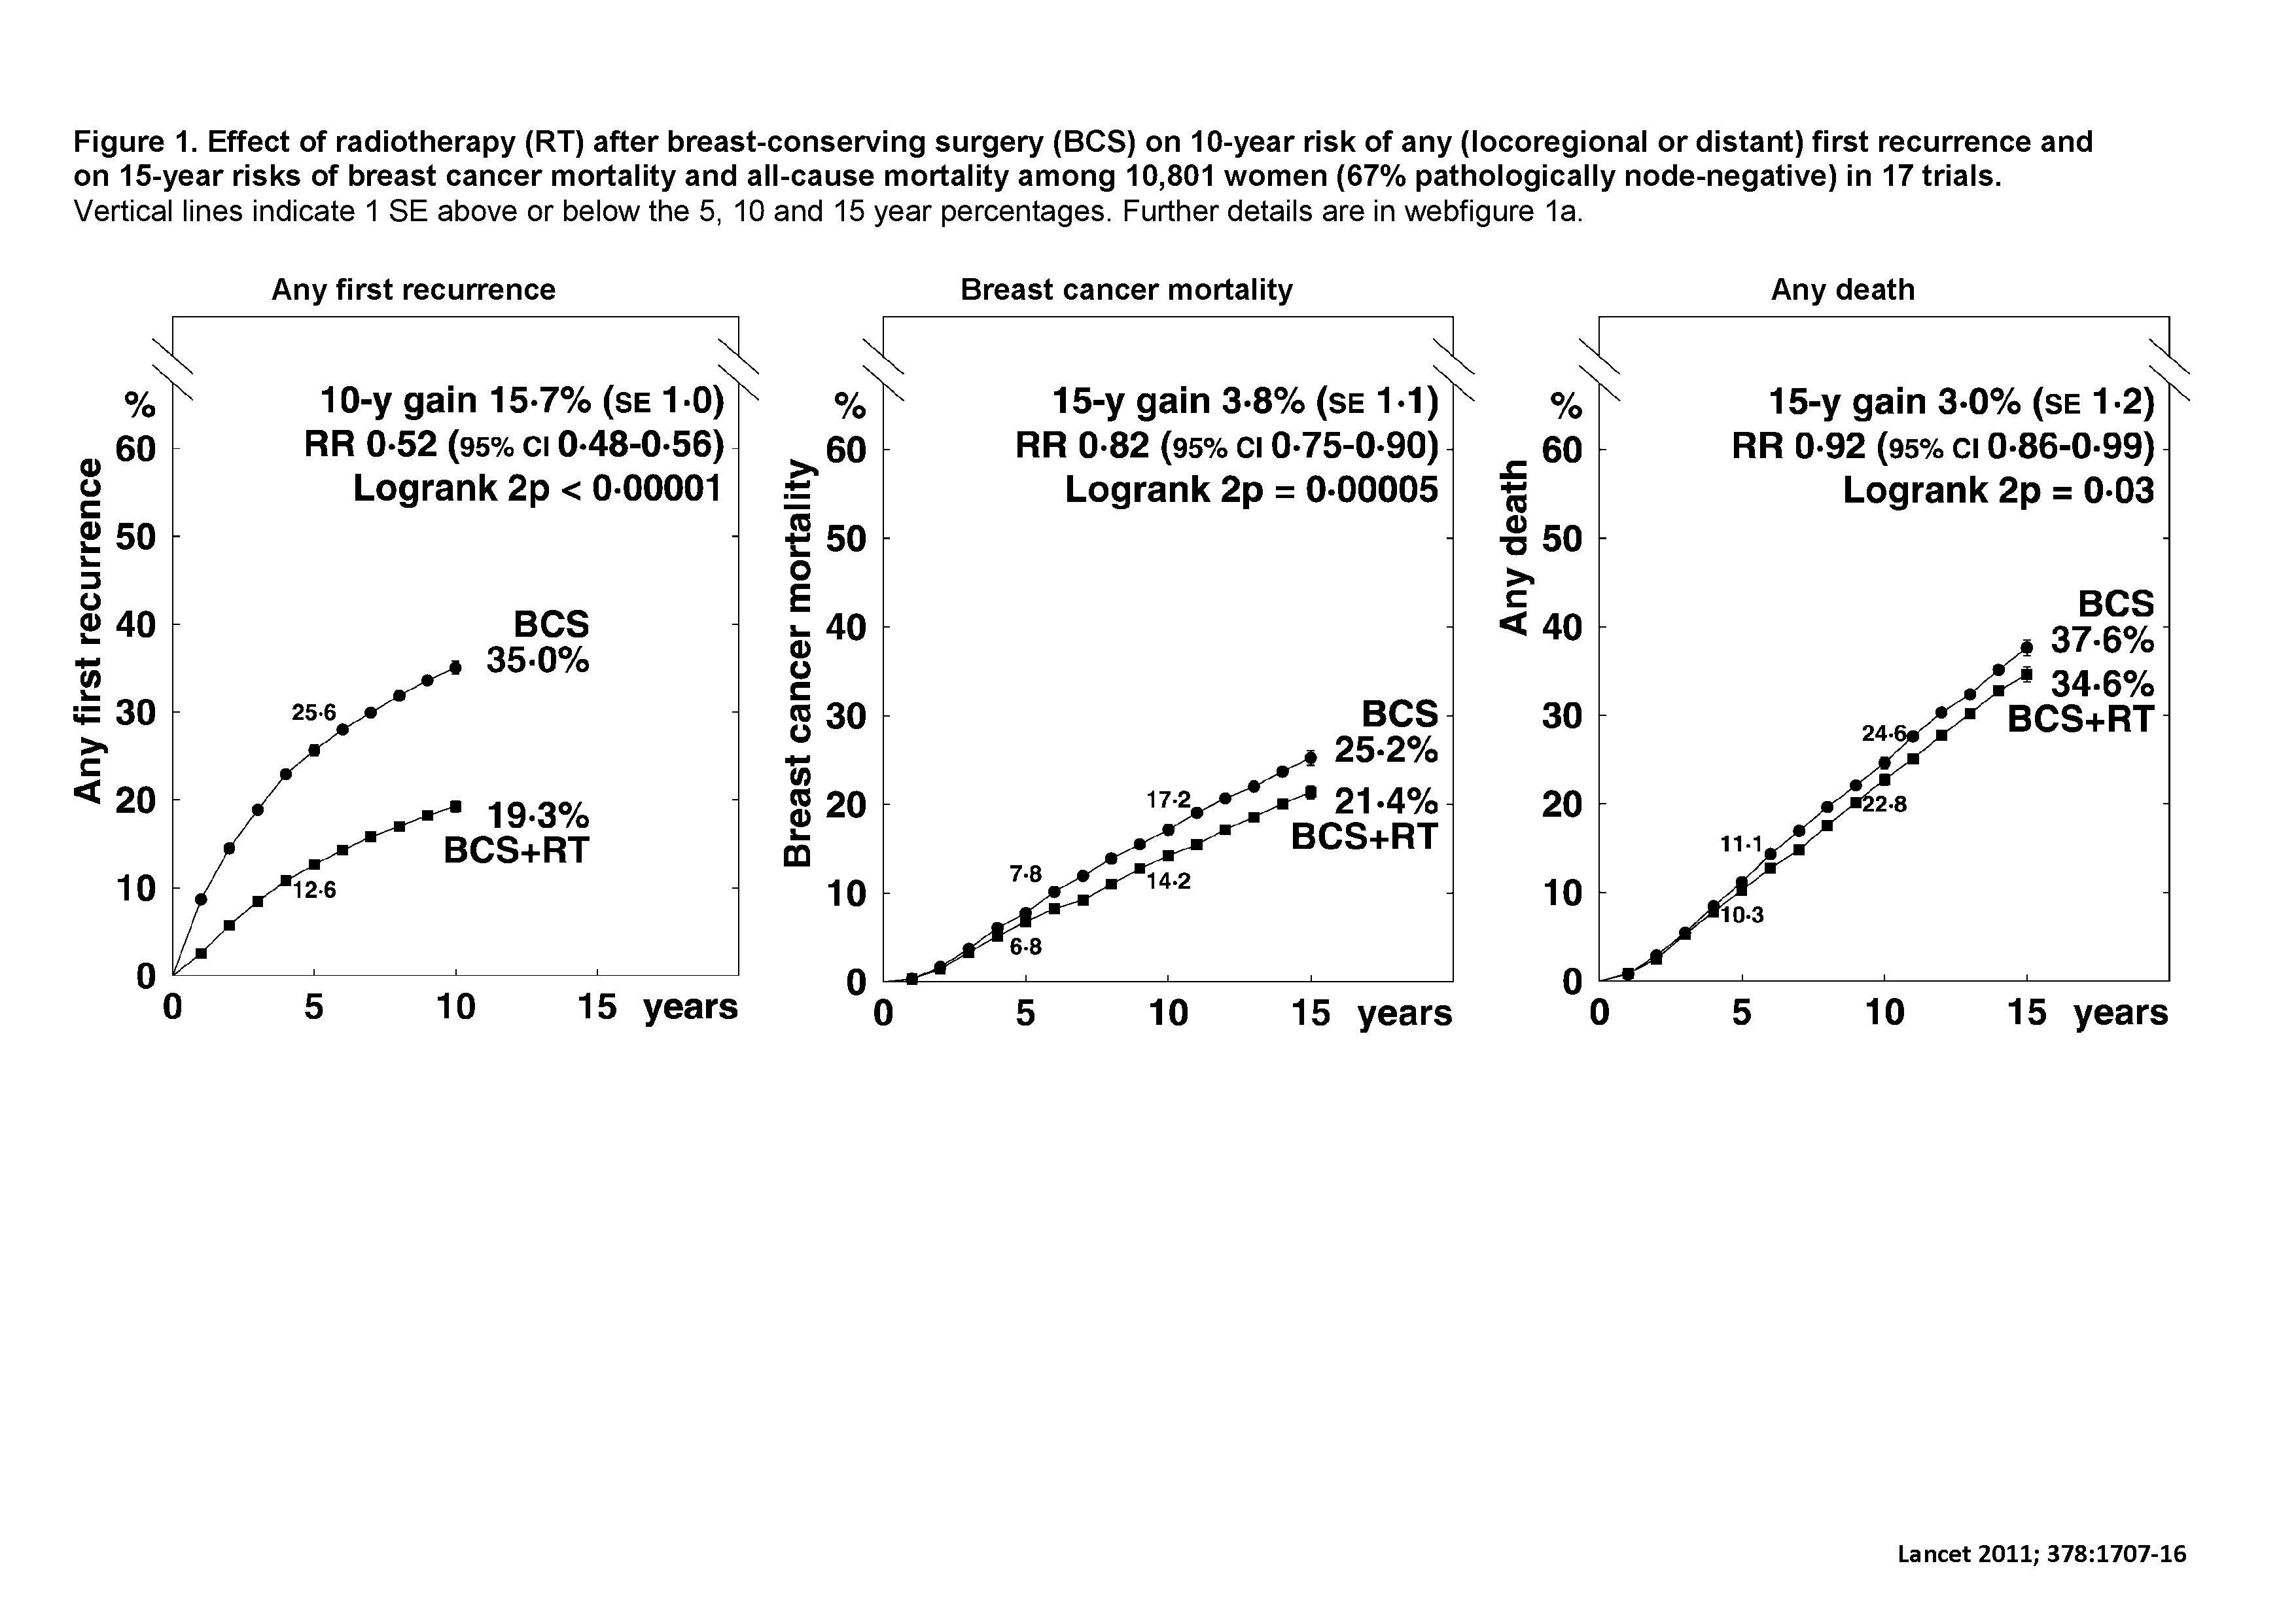 Figure 1. Effect of radiotherapy (RT) after breast-conserving surgery (BCS) on 10-year risk of any (locoregional or distant) first recurrence and
on 15-year risks of breast cancer mortality and all-cause mortality among 10,801 women (67% pathologically node-negative) in 17 trials.
Vertical lines indicate 1 SE above or below the 5, 10 and 15 year percentages. Further details are in webfigure 1a.
Any first recurrence
%
60
50
40
30
20
10
0
Any first recurrence
10-y gain 15·7% (SE 1·0)
RR 0·52 (95% CI 0·48-0·56)
Logrank 2p < 0·00001
BCS
35·0%
25·6
19·3%
BCS+RT
12·6
0 5 10 15 years
Breast cancer mortality
%
60
50
40
30
20
10
0
Breast cancer mortality
15-y gain 3·8% (SE 1·1)
RR 0·82 (95% CI 0·75-0·90)
Logrank 2p = 0·00005
BCS
25·2%
17·2
21·4%
BCS+RT
7·8
14·2
6·8
0 5 10 15 years
Any death
%
60
50
40
30
20
10
0
Any death
15-y gain 3·0% (SE 1·2)
RR 0·92 (95% CI 0·86-0·99)
Logrank 2p = 0·03
BCS
37·6%
34·6%
BCS+RT
24·6
22·8
11·1
10·3
0 5 10 15 years
Lancet 2011; 378:1707-16